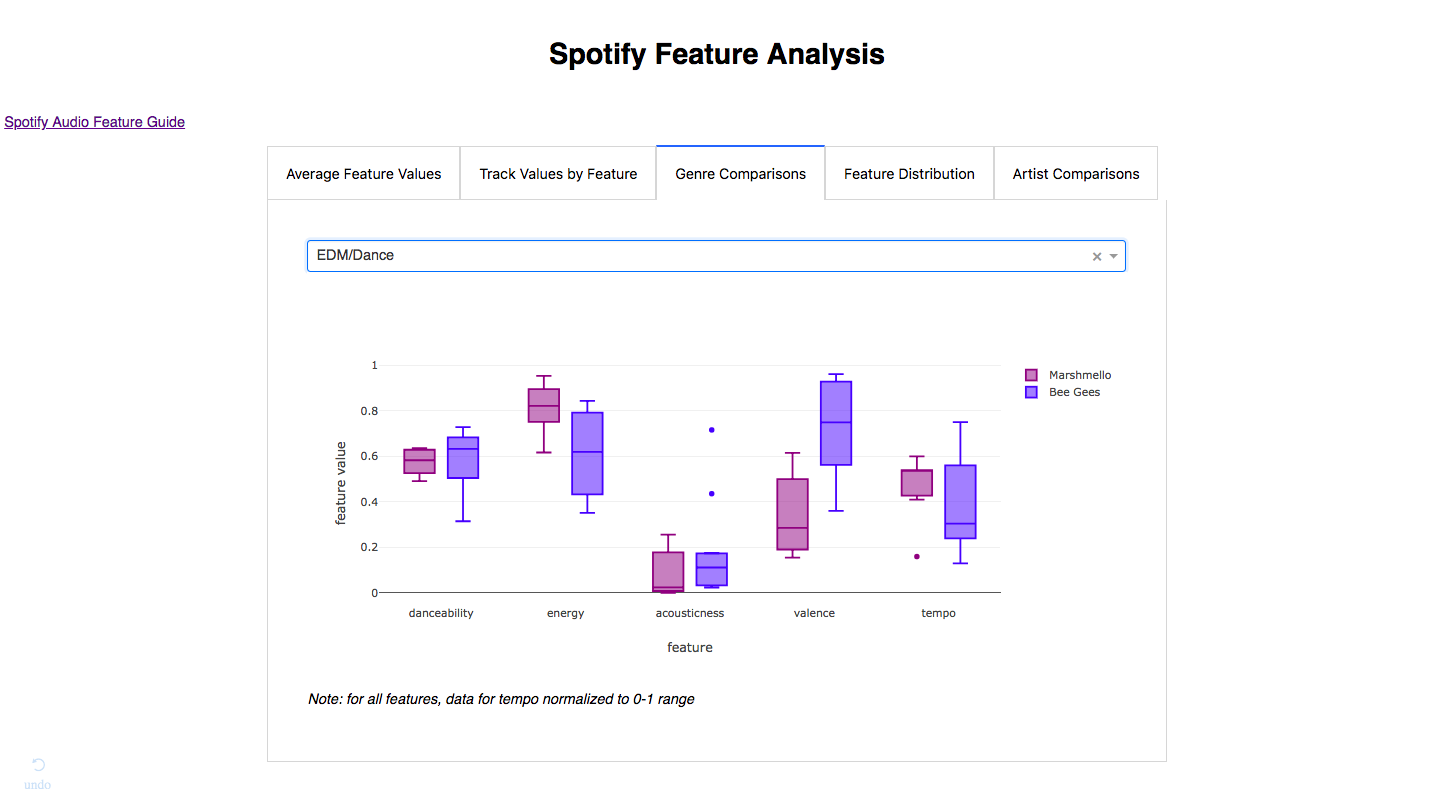 Spotify Feature Analysis
Spotify Audio Feature Guide
Average Feature Values
Track Values by Feature
Genre Comparisons
Feature Distribution
Artist Comparisons
EDM/Dance
1
0.8
0.6
0.4
0.2
0
feature value
danceability
energy
acousticness
valence
tempo
feature
Marshmello
Bee Gees
Note: for all features, data for tempo normalized to 0-1 range
undo